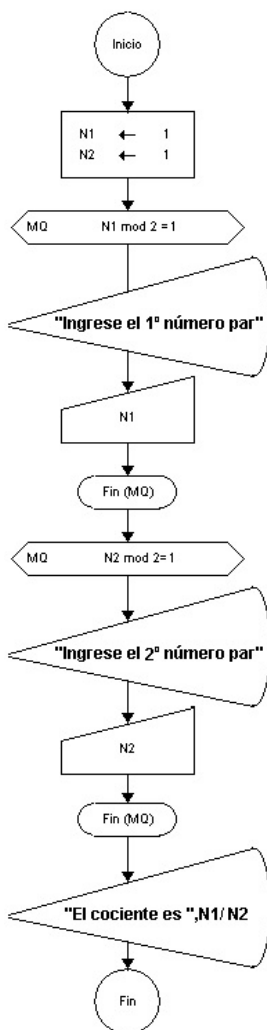 Inicio
N1 ← 1
N2 ← 1
MQ N1 mod 2 =1
"Ingrese el 1º número par"
N1
Fin (MQ)
MQ N2 mod 2=1
"Ingrese el 2º número par"
N2
Fin (MQ)
"El cociente es ",N1/ N2
Fin